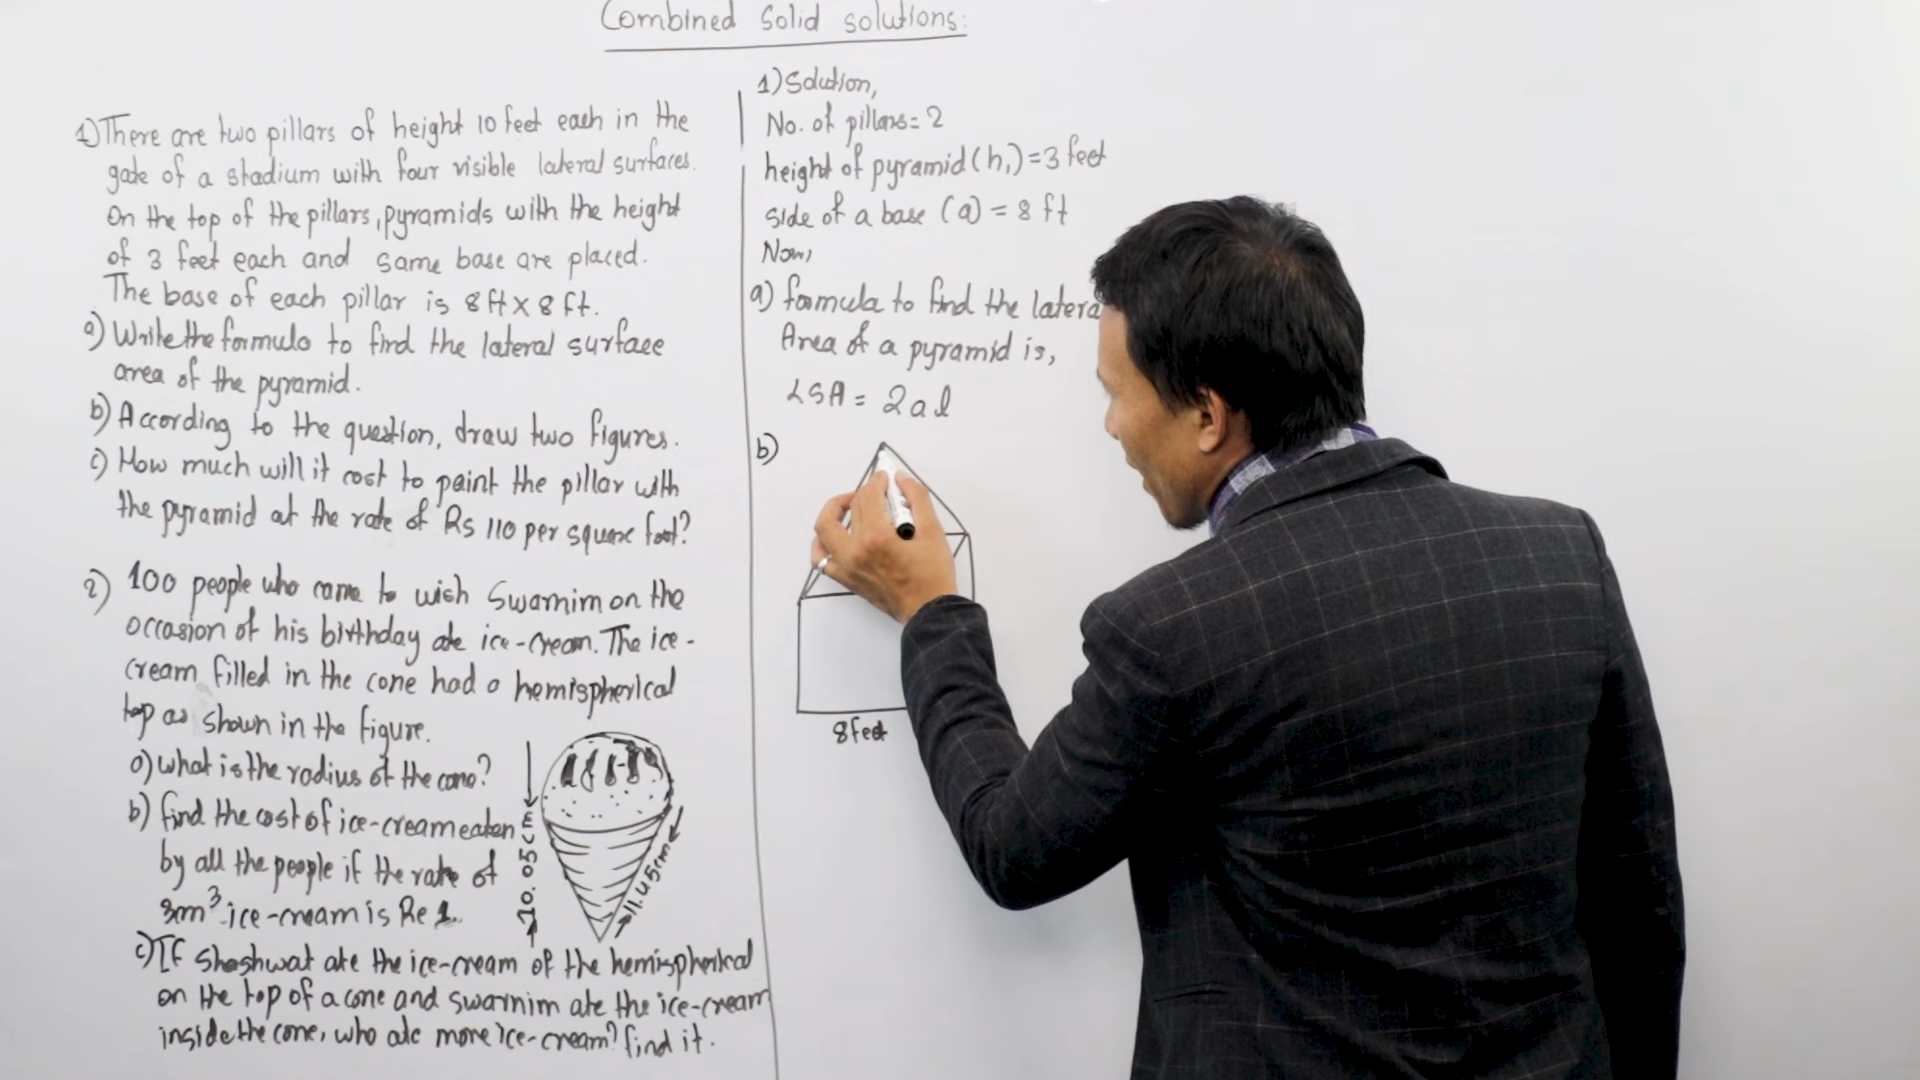 Combined Solid solutions:
1) There are two pillars of height 10 feet each in the
gate of a stadium with four visible lateral surfaces.
On the top of the pillars, pyramids with the height
of 3 feet each and same base are placed.
The base of each pillar is 8ft × 8 ft.
a) Write the formula to find the lateral surface
area of the pyramid.
b) According to the question, draw two figures.
c) How much will it cost to paint the pillar with
the pyramid at the rate of Rs 110 per square foot?
2) 100 people who came to wish Swarnim on the
occasion of his birthday ate ice-cream. The ice-
cream filled in the cone had a hemispherical
top as shown in the figure.
a) what is the radius of the cone?
b) find the cost of ice-cream eaten
by all the people if the rate of
3cm³ ice-cream is Re 1.
10.05cm
11.45cm
c) If Shashwat ate the ice-cream of the hemispherical
on the top of a cone and swarnim ate the ice-cream
inside the cone, who ate more ice-cream? find it.
1) Solution,
No. of pillars = 2
height of pyramid (h₁) = 3 feet
side of a base (a) = 8 ft
Now,
a) formula to find the latera
Area of a pyramid is,
LSA = 2al
b)
8 feet